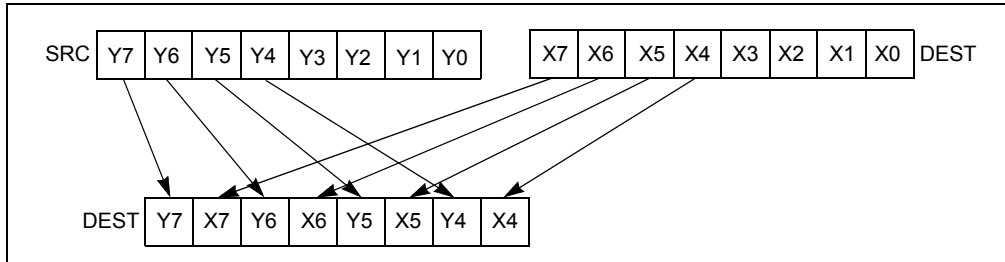 SRC Y7 Y6 Y5 Y4 Y3 Y2 Y1 Y0 X7 X6 X5 X4 X3 X2 X1 X0 DEST
DEST Y7 X7 Y6 X6 Y5 X5 Y4 X4